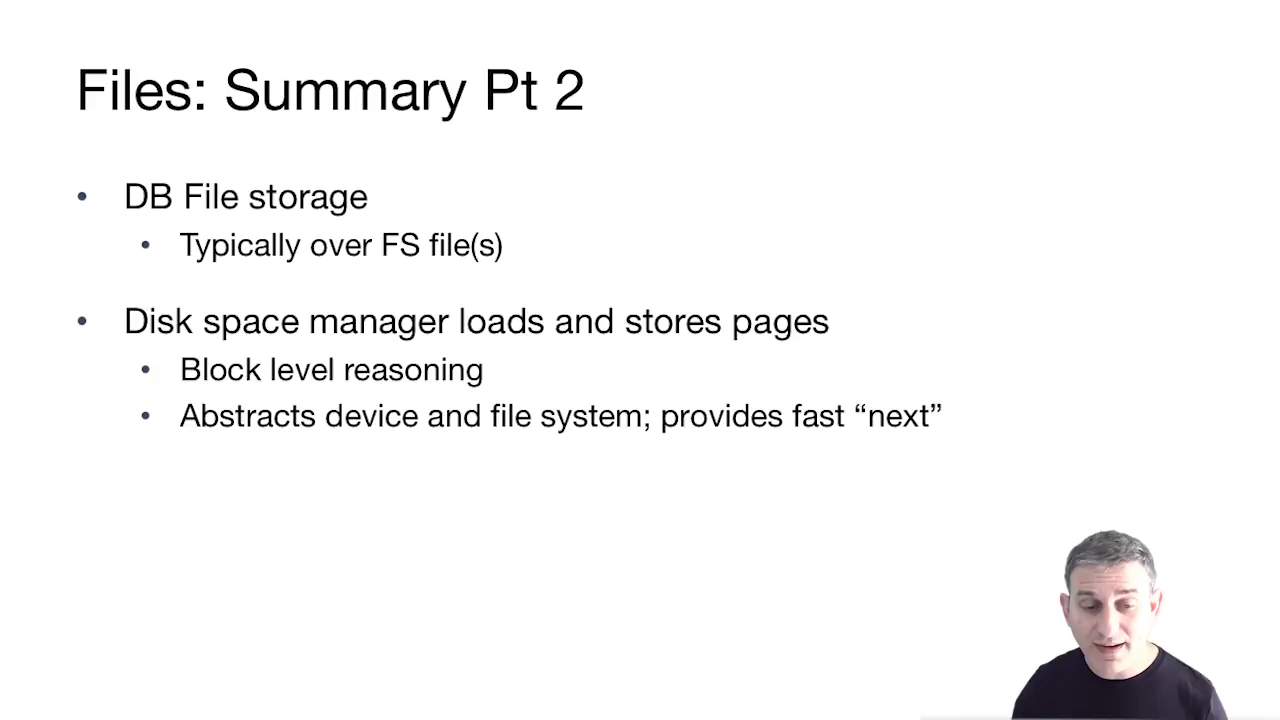 Files: Summary Pt 2
• DB File storage
• Typically over FS file(s)
• Disk space manager loads and stores pages
• Block level reasoning
• Abstracts device and file system; provides fast “next”